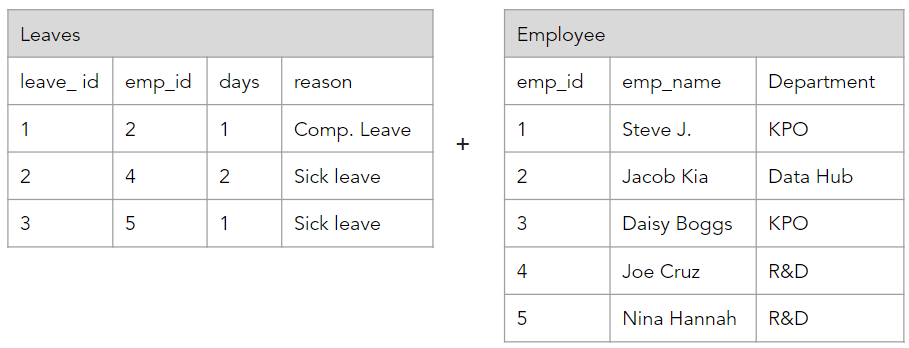 Leaves
leave_ id emp_id days reason
1 2 1 Comp. Leave
2 4 2 Sick leave
3 5 1 Sick leave
+
Employee
emp_id emp_name Department
1 Steve J. KPO
2 Jacob Kia Data Hub
3 Daisy Boggs KPO
4 Joe Cruz R&D
5 Nina Hannah R&D